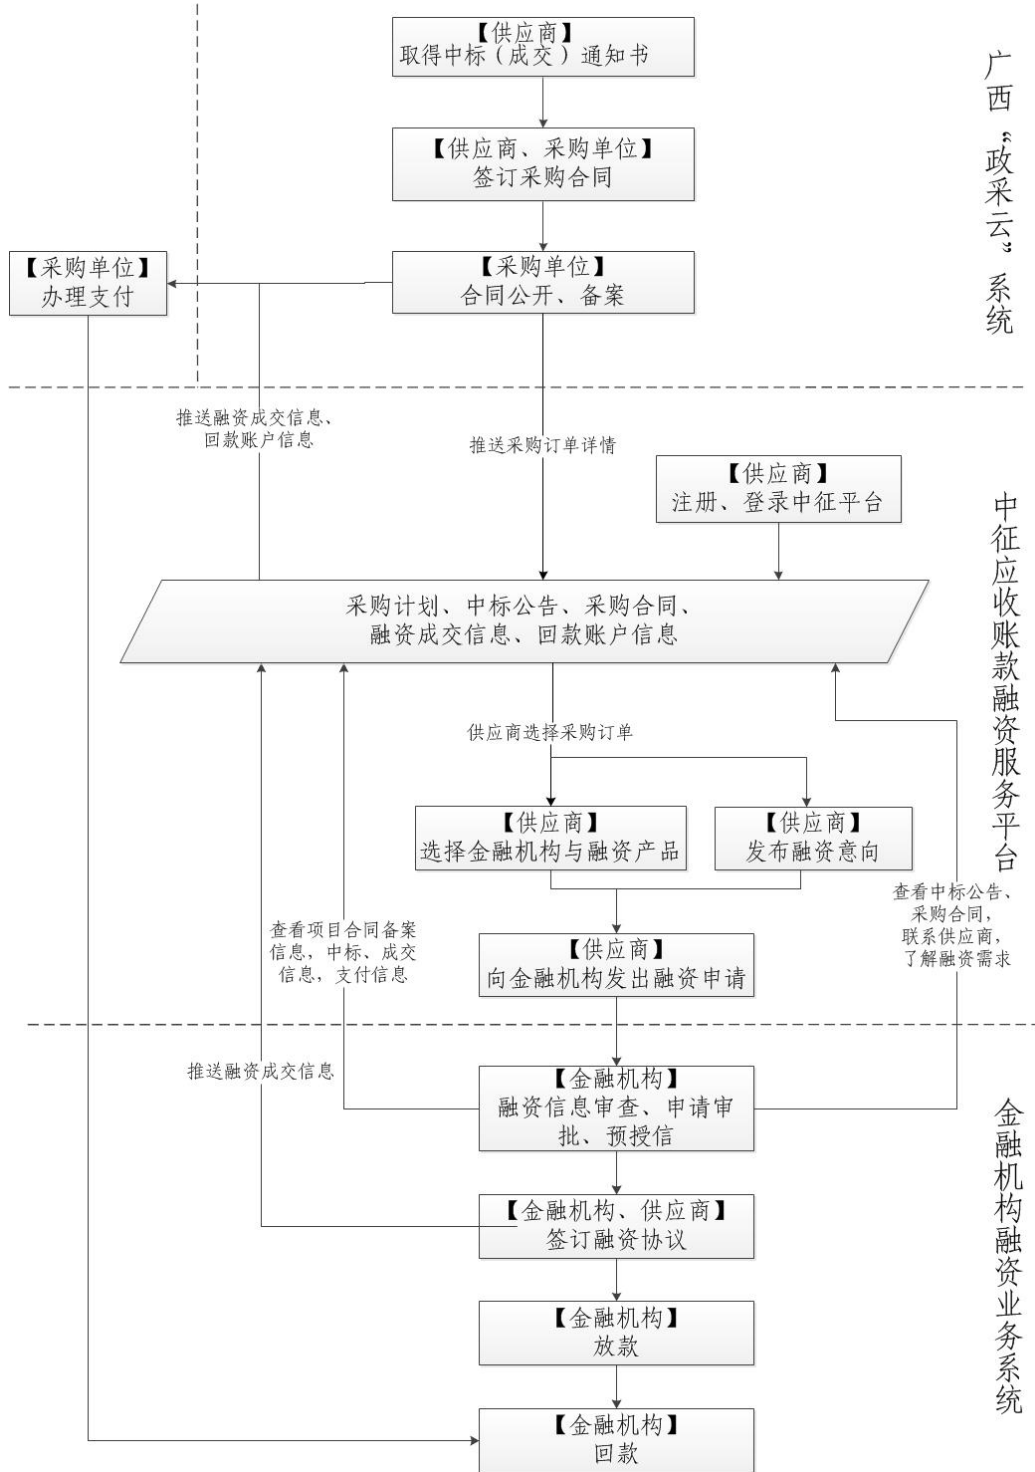 【供应商】
取得中标（成交）通知书
【供应商、采购单位】
签订采购合同
广西“政采云”系统
【采购单位】
办理支付
【采购单位】
合同公开、备案
推送融资成交信息、
回款账户信息
推送采购订单详情
【供应商】
注册、登录中征平台
中征应收账款融资服务平台
采购计划、中标公告、采购合同、
融资成交信息、回款账户信息
供应商选择采购订单
【供应商】
选择金融机构与融资产品
【供应商】
发布融资意向
查看中标公告、
采购合同，
联系供应商，
了解融资需求
查看项目合同备案
信息，中标、成交
信息，支付信息
【供应商】
向金融机构发出融资申请
推送融资成交信息
【金融机构】
融资信息审查、申请审
批、预授信
金融机构融资业务系统
【金融机构、供应商】
签订融资协议
【金融机构】
放款
【金融机构】
回款